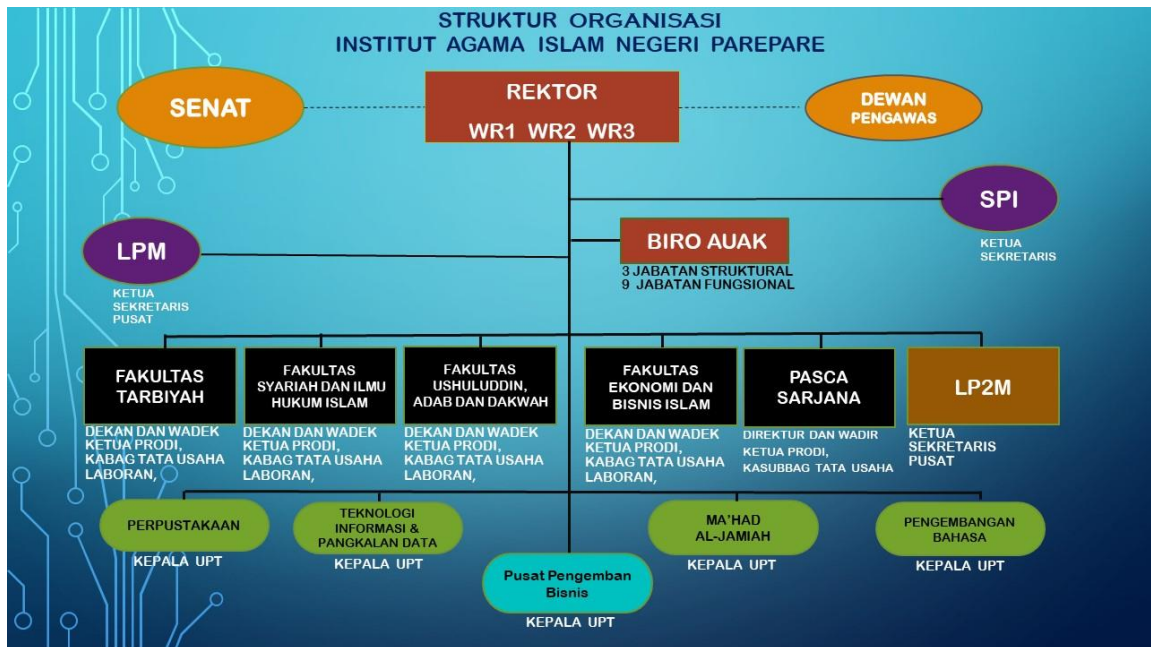 STRUKTUR ORGANISASI
INSTITUT AGAMA ISLAM NEGERI PAREPARE
SENAT
REKTOR
WR1 WR2 WR3
DEWAN
PENGAWAS
SPI
KETUA
SEKRETARIS
LPM
KETUA
SEKRETARIS
PUSAT
BIRO AUAK
3 JABATAN STRUKTURAL
9 JABATAN FUNGSIONAL
FAKULTAS
TARBIYAH
DEKAN DAN WADEK
KETUA PRODI,
KABAG TATA USAHA
LABORAN,
FAKULTAS
SYARIAH DAN ILMU
HUKUM ISLAM
DEKAN DAN WADEK
KETUA PRODI,
KABAG TATA USAHA
LABORAN,
FAKULTAS
USHULUDDIN,
ADAB DAN DAKWAH
DEKAN DAN WADEK
KETUA PRODI,
KABAG TATA USAHA
LABORAN,
FAKULTAS
EKONOMI DAN
BISNIS ISLAM
DEKAN DAN WADEK
KETUA PRODI,
KABAG TATA USAHA
LABORAN,
PASCA
SARJANA
DIREKTUR DAN WADIR
KETUA PRODI,
KASUBBAG TATA USAHA
LP2M
KETUA
SEKRETARIS
PUSAT
PERPUSTAKAAN
KEPALA UPT
TEKNOLOGI
INFORMASI &
PANGKALAN DATA
KEPALA UPT
Pusat Pengemban
Bisnis
KEPALA UPT
MA'HAD
AL-JAMIAH
KEPALA UPT
PENGEMBANGAN
BAHASA
KEPALA UPT